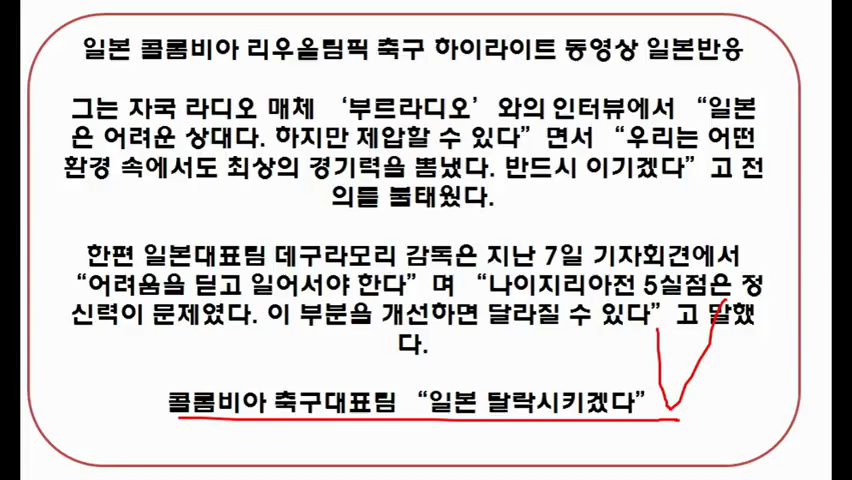 일본 콜롬비아 리우올림픽 축구 하이라이트 동영상 일본반응
그는 자국 라디오 매체 ‘부르라디오’ 와의 인터뷰에서 “일본
은 어려운 상대다. 하지만 제압할 수 있다” 면서 “우리는 어떤
환경 속에서도 최상의 경기력을 뽐냈다. 반드시 이기겠다” 고 전
의를 불태웠다.
한편 일본대표팀 데구라모리 감독은 지난 7일 기자회견에서
“어려움을 딛고 일어서야 한다” 며 “나이지리아전 5실점은 정
신력이 문제였다. 이 부분을 개선하면 달라질 수 있다” 고 말했
다.
콜롬비아 축구대표팀 “일본 탈락시키겠다”